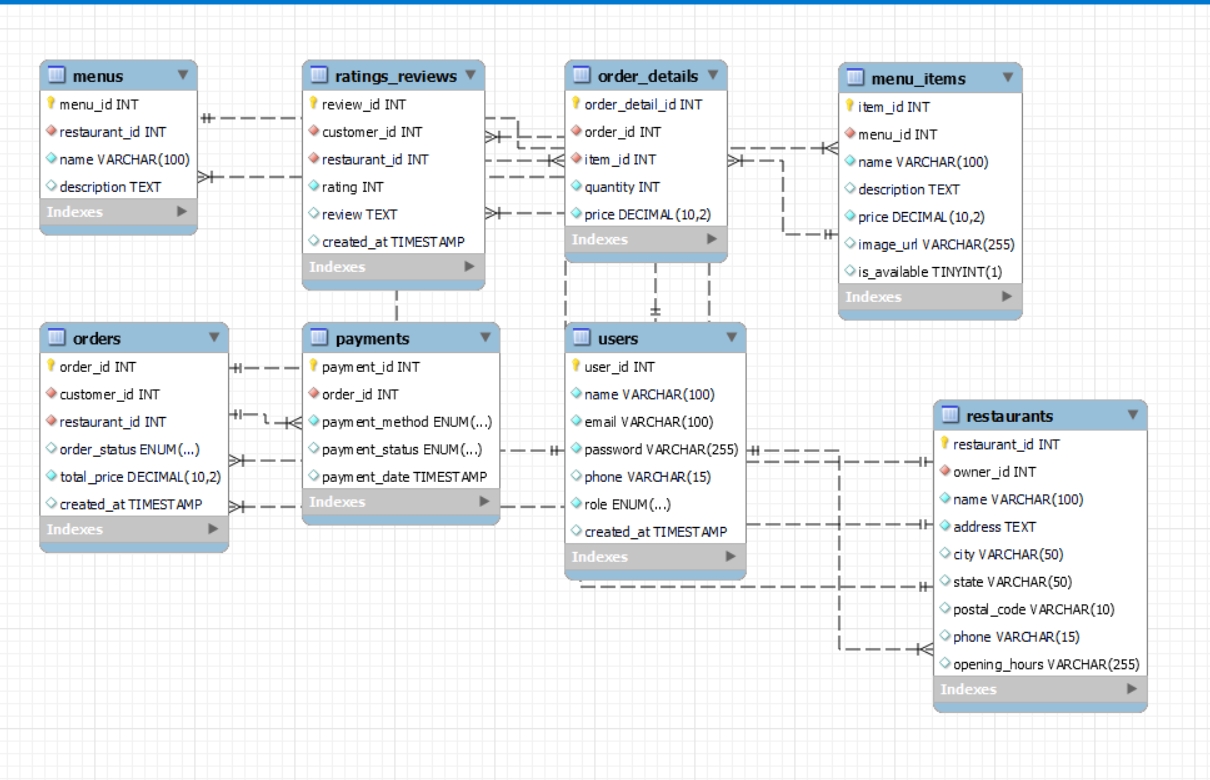 menus
menu_id INT
restaurant_id INT
name VARCHAR(100)
description TEXT
Indexes
ratings_reviews
review_id INT
customer_id INT
restaurant_id INT
rating INT
review TEXT
created_at TIMESTAMP
Indexes
order_details
order_detail_id INT
order_id INT
item_id INT
quantity INT
price DECIMAL(10,2)
Indexes
menu_items
item_id INT
menu_id INT
name VARCHAR(100)
description TEXT
price DECIMAL(10,2)
image_url VARCHAR(255)
is_available TINYINT(1)
Indexes
orders
order_id INT
customer_id INT
restaurant_id INT
order_status ENUM(...)
total_price DECIMAL(10,2)
created_at TIMESTAMP
Indexes
payments
payment_id INT
order_id INT
payment_method ENUM(...)
payment_status ENUM(...)
payment_date TIMESTAMP
Indexes
users
user_id INT
name VARCHAR(100)
email VARCHAR(100)
password VARCHAR(255)
phone VARCHAR(15)
role ENUM(...)
created_at TIMESTAMP
Indexes
restaurants
restaurant_id INT
owner_id INT
name VARCHAR(100)
address TEXT
city VARCHAR(50)
state VARCHAR(50)
postal_code VARCHAR(10)
phone VARCHAR(15)
opening_hours VARCHAR(255)
Indexes